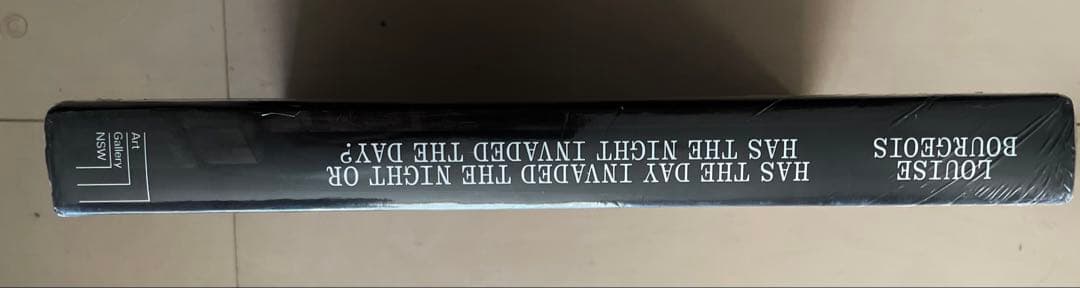 LOUISE
BOURGEOIS
HAS THE DAY INVADED THE NIGHT OR
HAS THE NIGHT INVADED THE DAY?
Art
Gallery
NSW